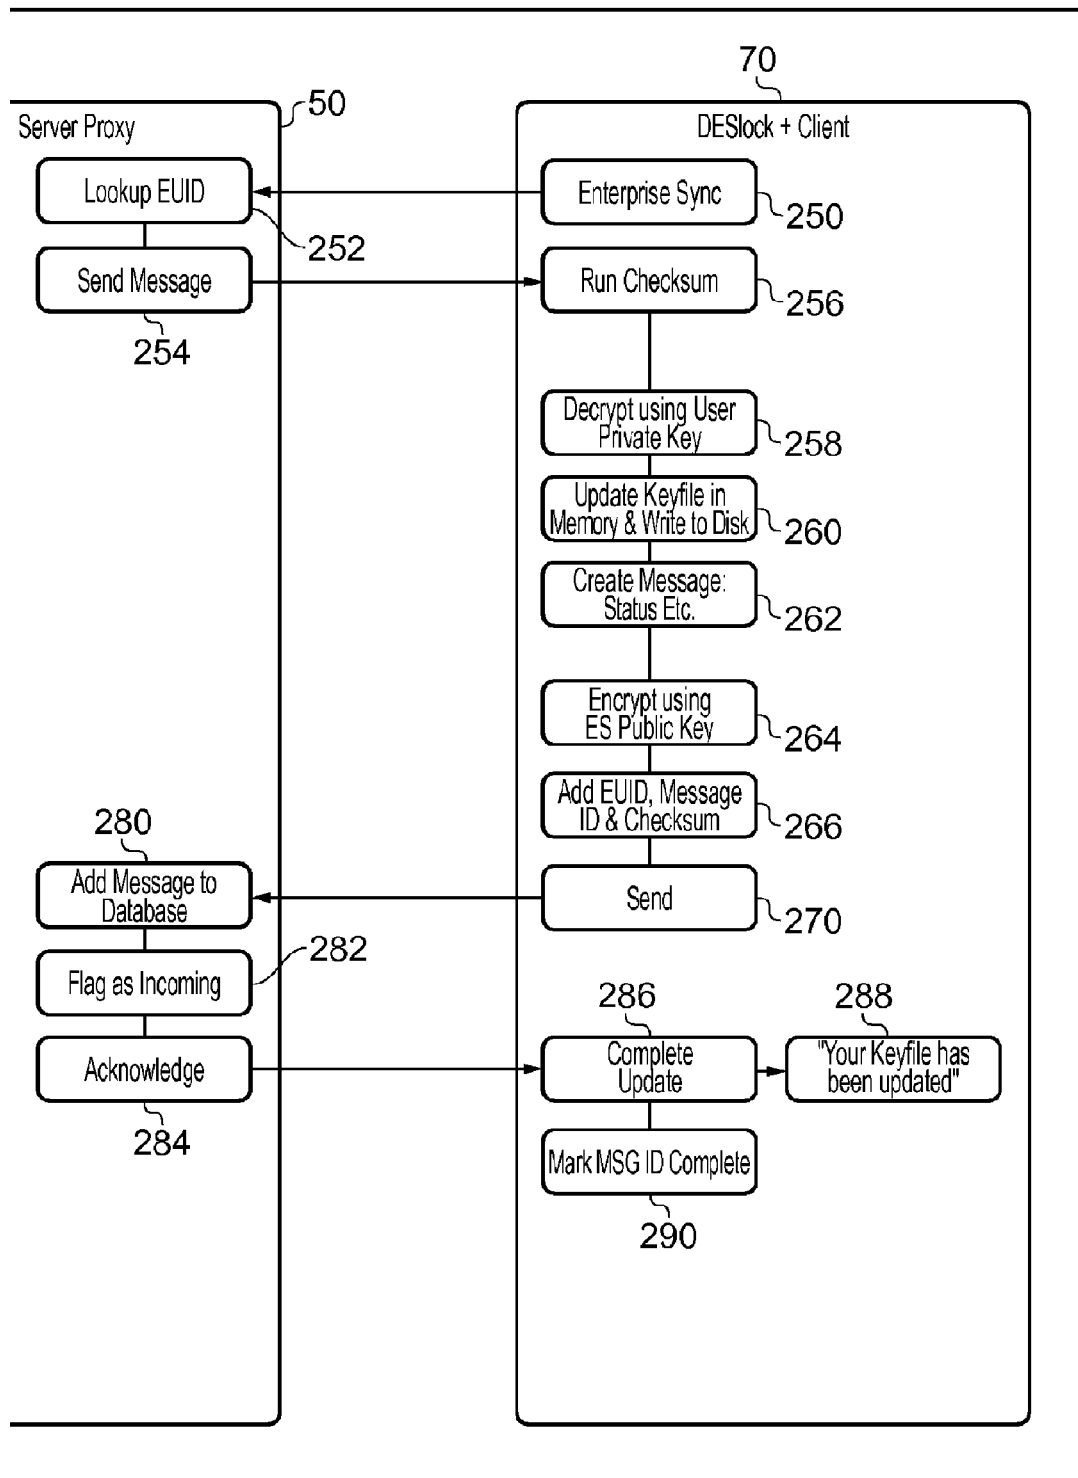 70
50
Server Proxy
DESlock + Client
Lookup EUID
Enterprise Sync
250
252
Send Message
Run Checksum
256
254
Decrypt using User
Private Key
258
Update Keyfile in
Memory & Write to Disk
260
Create Message:
Status Etc.
262
Encrypt using
ES Public Key
264
Add EUID, Message
ID & Checksum
266
280
Add Message to
Database
Send
270
282
Flag as Incoming
286
288
Acknowledge
Complete
Update
"Your Keyfile has
been updated"
284
Mark MSG ID Complete
290